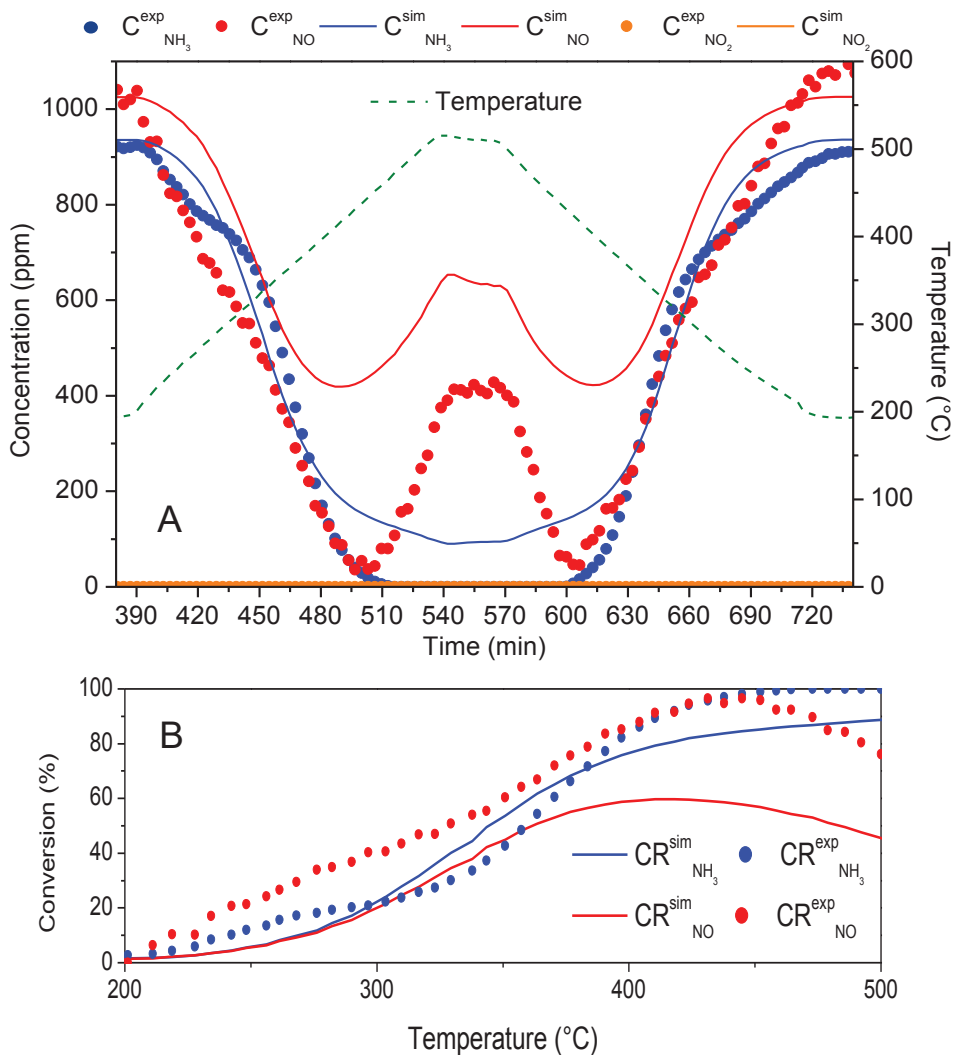 C^exp_NH₃ C^exp_NO C^sim_NH₃ C^sim_NO C^exp_NO₂ C^sim_NO₂
Temperature
A
Concentration (ppm)
0
200
400
600
800
1000
Temperature (°C)
0
100
200
300
400
500
600
390 420 450 480 510 540 570 600 630 660 690 720
Time (min)
B
Conversion (%)
100
80
60
40
20
0
CR^sim_NH₃ CR^exp_NH₃
CR^sim_NO CR^exp_NO
200 300 400 500
Temperature (°C)